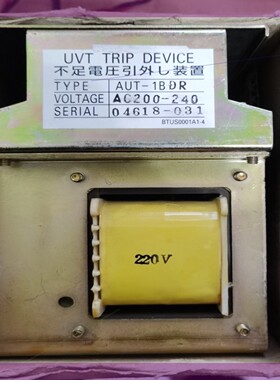 UVT TRIP DEVICE
不足電圧引外し装置
TYPE AUT-1BDR
VOLTAGE AC200-240
SERIAL 04618-031
BTUS0001A1-4
220V